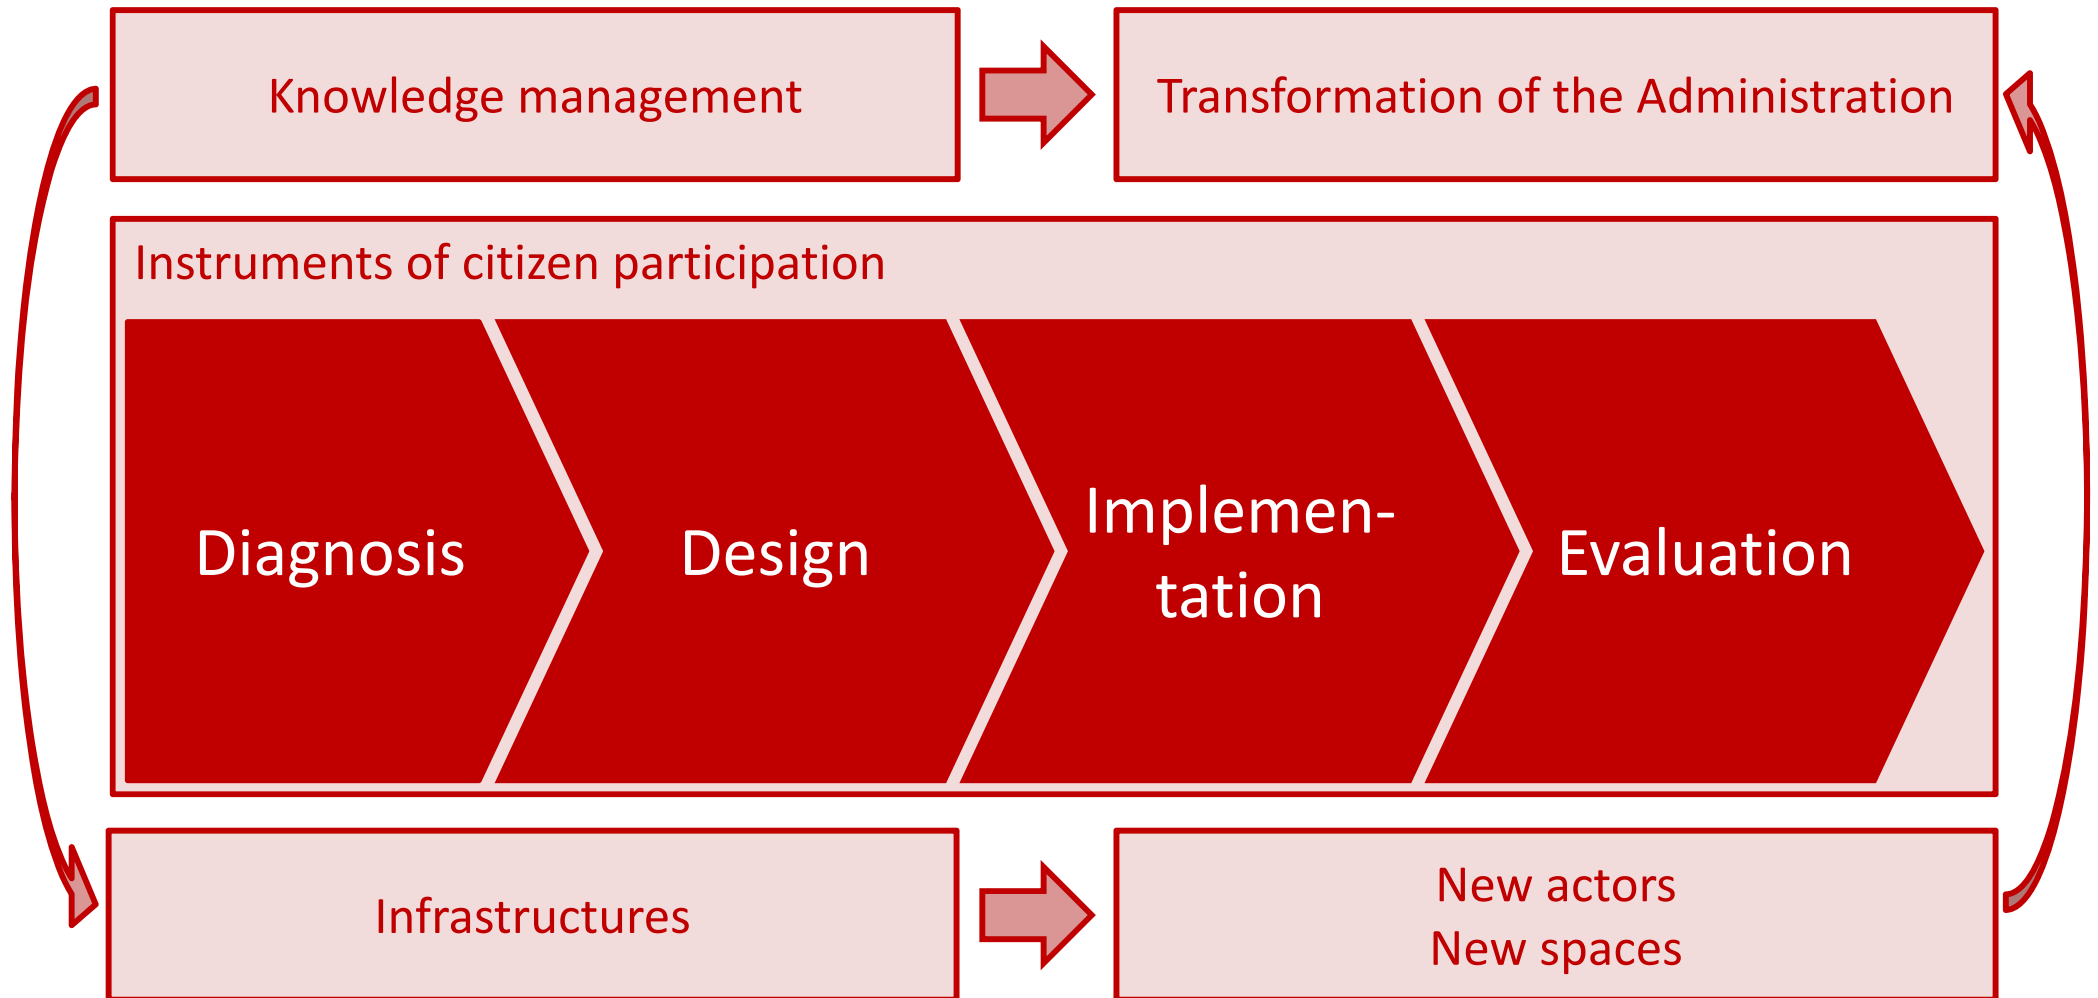 Knowledge management
Transformation of the Administration
Instruments of citizen participation
Diagnosis
Design
Implemen-
tation
Evaluation
Infrastructures
New actors
New spaces